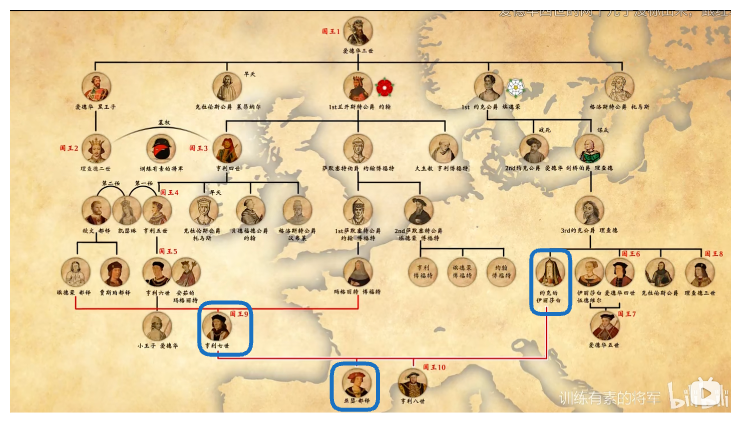 国王1
爱德华三世
爱德华 黑王子
早夭
克拉伦斯公爵 莱昂纳尔
1st兰开斯特公爵 约翰
1st 约克公爵 埃德蒙
格洛斯特公爵 托马斯
国王2
篡权
国王3
战死
谋反
理查德二世
训练有素的将军
亨利四世
萨默塞特伯爵 约翰博福特
大主教 亨利博福特
2nd约克公爵 爱德华
剑桥伯爵 理查德
第二任
第一任
国王4
早夭
欧文 都铎
凯瑟琳
亨利五世
克拉伦斯公爵
托马斯
贝德福德公爵
约翰
格洛斯特公爵
汉弗莱
1st萨默塞特公爵
约翰 博福特
2nd萨默塞特公爵
埃德蒙 博福特
3rd约克公爵 理查德
国王5
国王6
国王8
埃德蒙 都铎
贾斯珀都铎
亨利六世
安茹的
玛格丽特
玛格丽特 博福特
亨利
博福特
埃德蒙
博福特
约翰
博福特
约克的
伊丽莎白
伊丽莎白
伍德维尔
爱德华四世
克拉伦斯公爵
理查德三世
国王9
国王7
小王子 爱德华
亨利七世
爱德华五世
国王10
亚瑟·都铎
亨利八世
训练有素的将军
bilibili